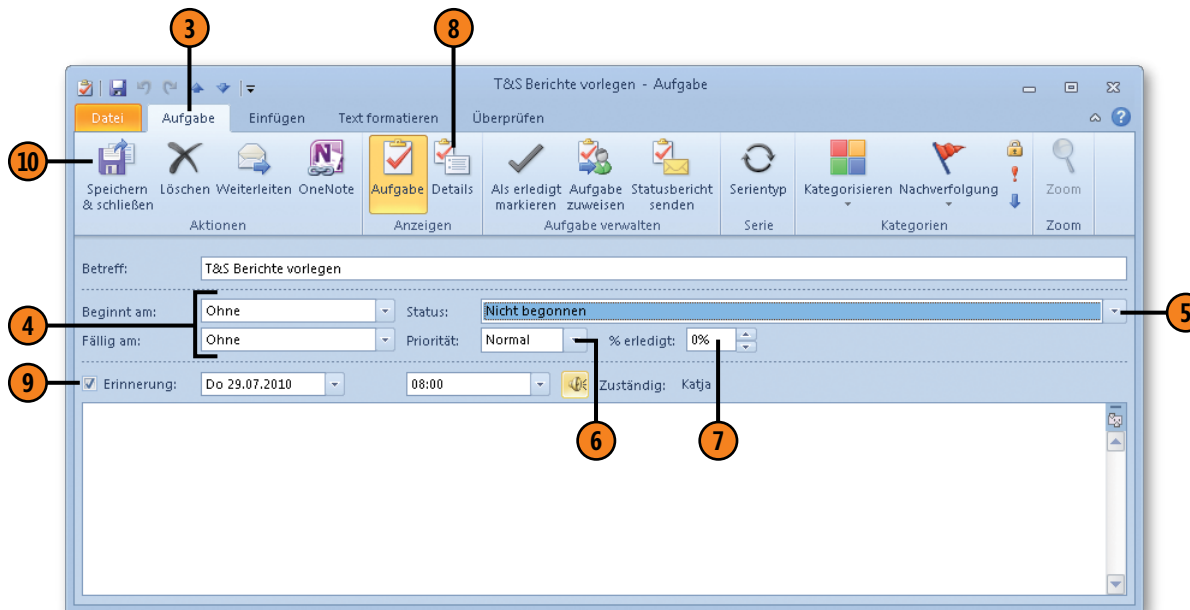 3 8
T&S Berichte vorlegen - Aufgabe
Datei Aufgabe Einfügen Text formatieren Überprüfen
10
Speichern & schließen Löschen Weiterleiten OneNote Aufgabe Details Als erledigt markieren Aufgabe zuweisen Statusbericht senden Serientyp Kategorisieren Nachverfolgung Zoom
Aktionen Anzeigen Aufgabe verwalten Serie Kategorien Zoom
Betreff: T&S Berichte vorlegen
4
Beginnt am: Ohne Status: Nicht begonnen
5
Fällig am: Ohne Priorität: Normal % erledigt: 0%
9
Erinnerung: Do 29.07.2010 08:00 Zuständig: Katja
6 7